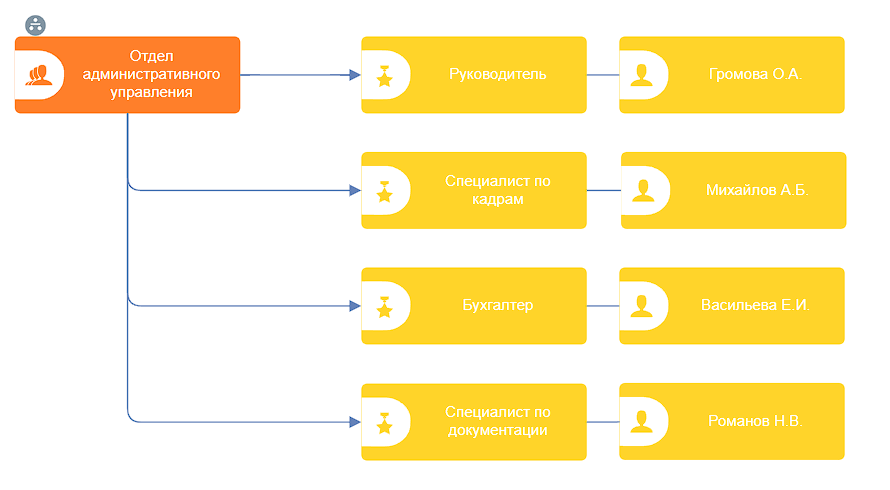 Отдел
административного
управления
Руководитель
Громова О.А.
Специалист по
кадрам
Михайлов А.Б.
Бухгалтер
Васильева Е.И.
Специалист по
документации
Романов Н.В.